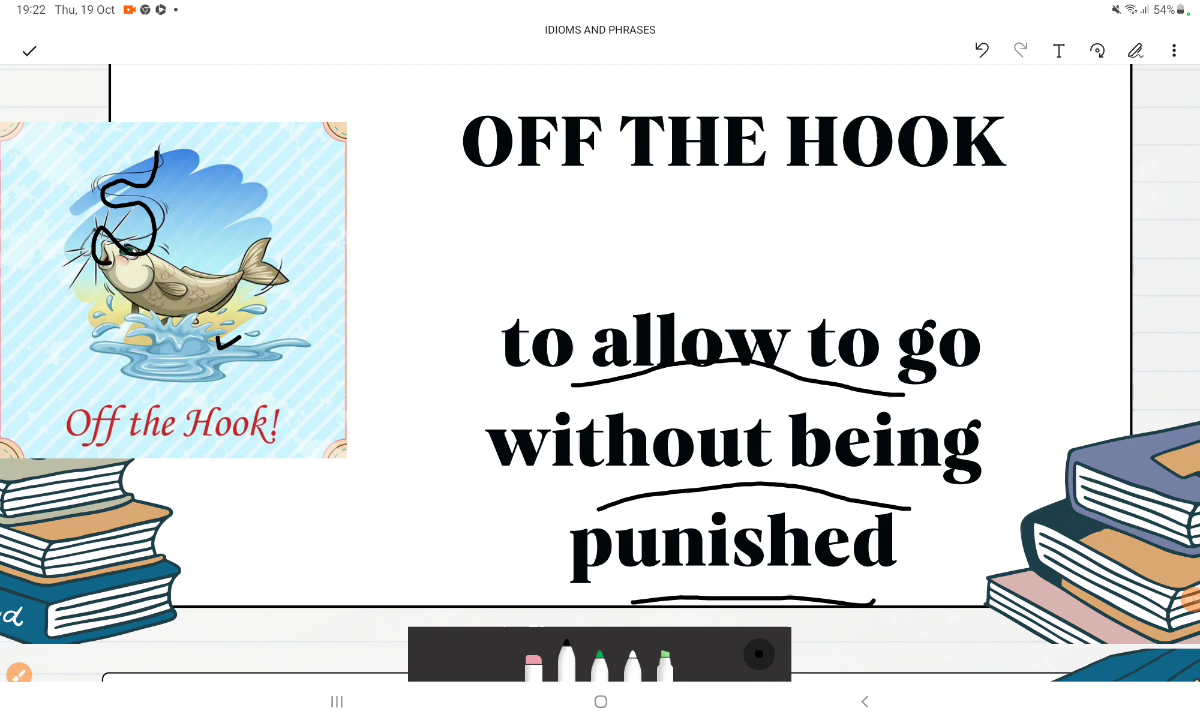 19:22 Thu, 19 Oct
54%
IDIOMS AND PHRASES
T
OFF THE HOOK
to allow to go
without being
punished
Off the Hook!